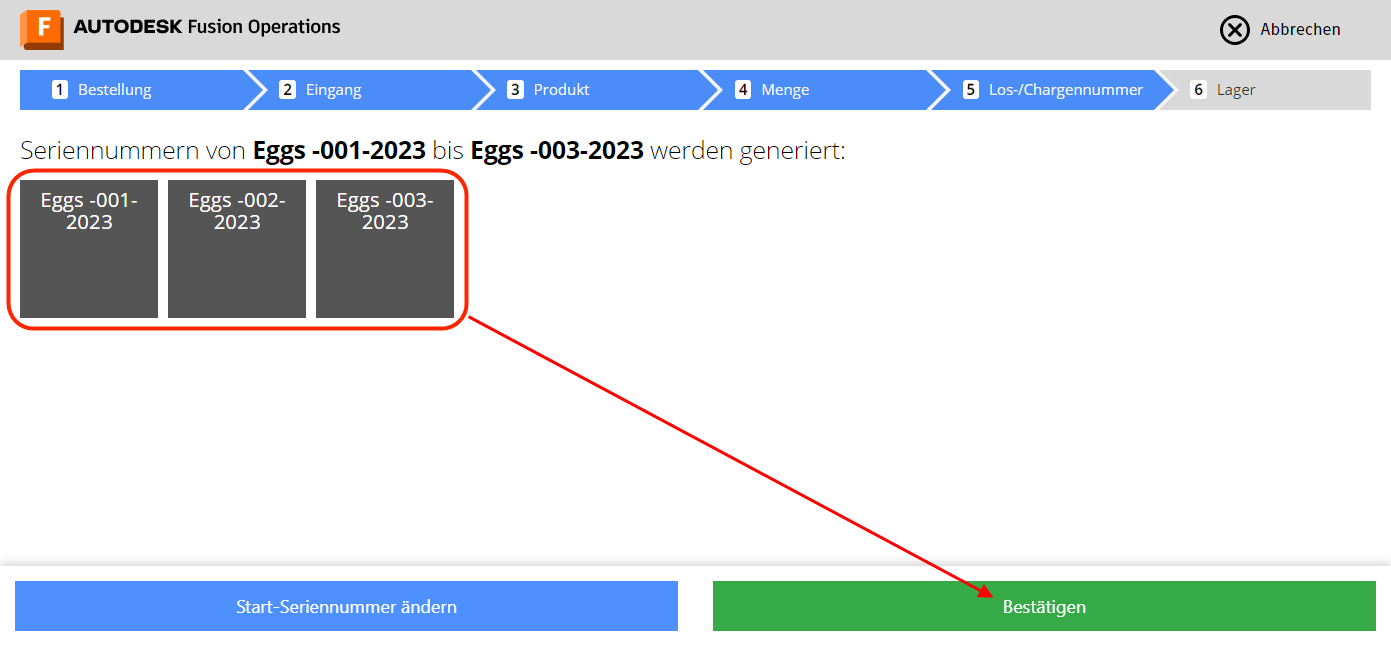 F AUTODESK Fusion Operations
Abbrechen
1 Bestellung
2 Eingang
3 Produkt
4 Menge
5 Los-/Chargennummer
6 Lager
Seriennummern von Eggs -001-2023 bis Eggs -003-2023 werden generiert:
Eggs -001-
2023
Eggs -002-
2023
Eggs -003-
2023
Start-Seriennummer ändern
Bestätigen